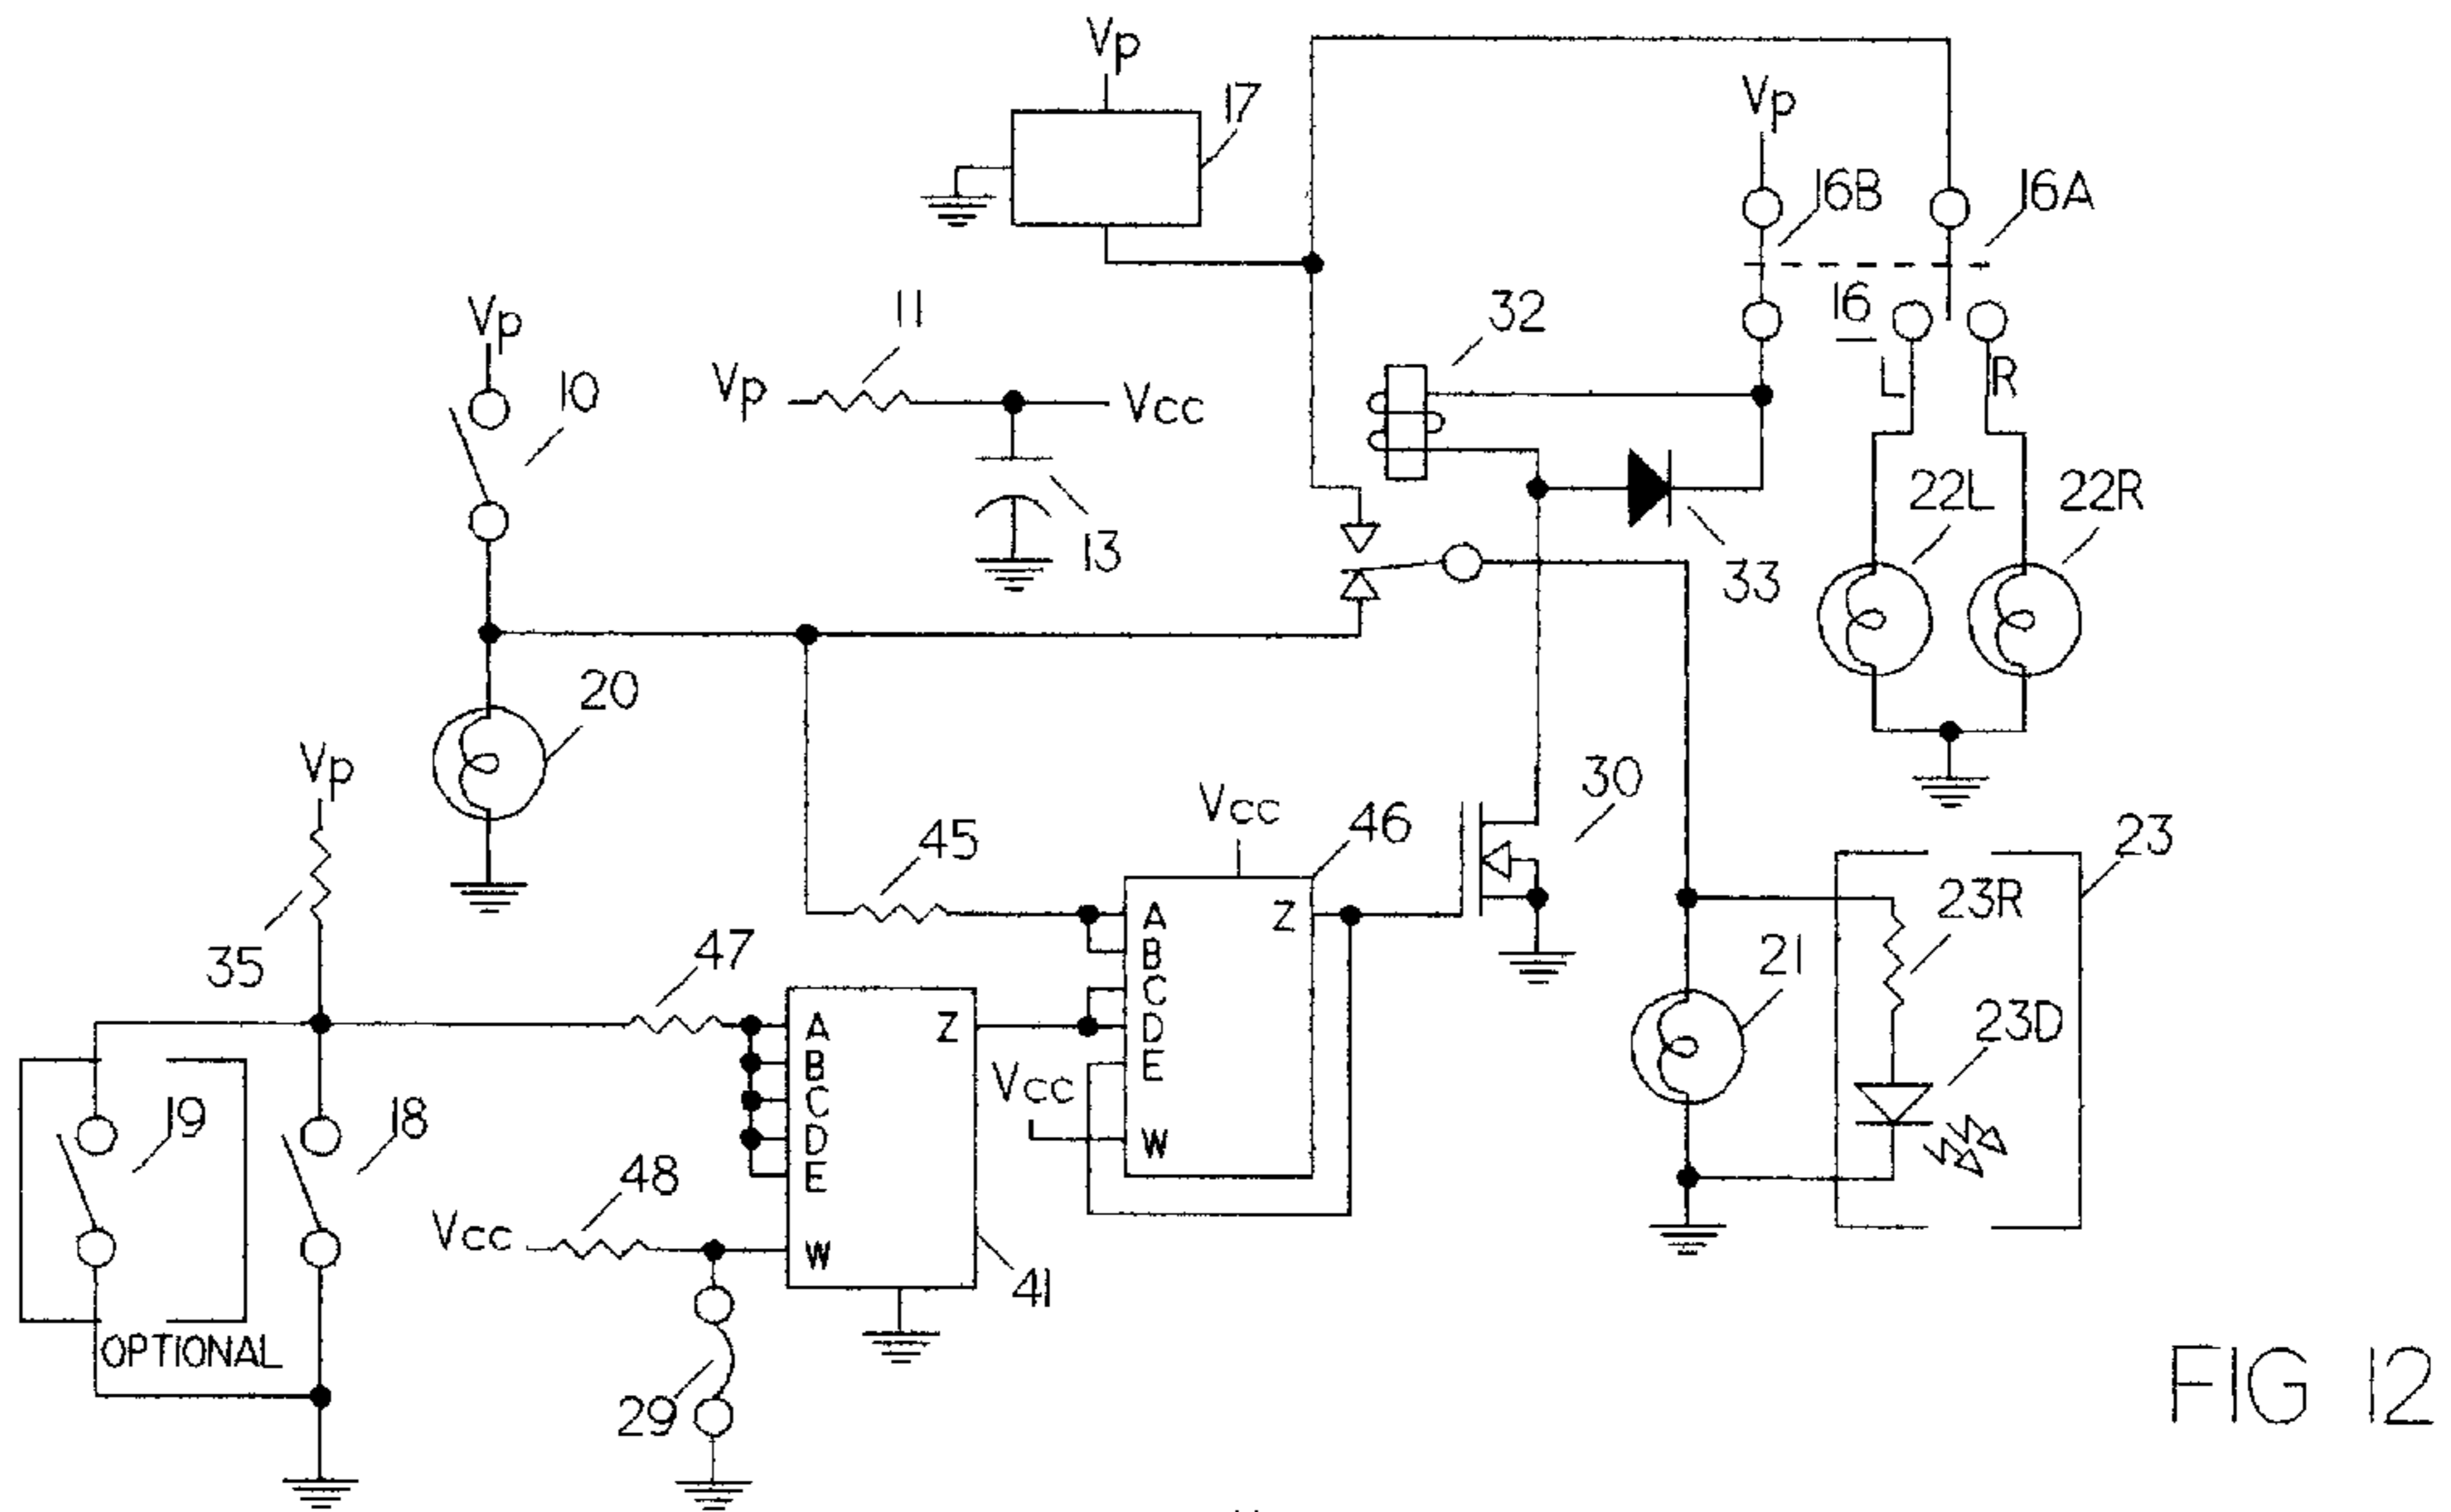 Vp
17
Vp
16B
16A
Vp
11
32
16
10
Vp
Vcc
L
R
22L
22R
13
33
20
Vp
30
Vcc
46
23
45
23R
35
47
A
Z
21
B
C
A
Z
D
23D
B
E
Vcc
C
19
18
D
W
48
E
Vcc
W
41
OPTIONAL
29
FIG 12